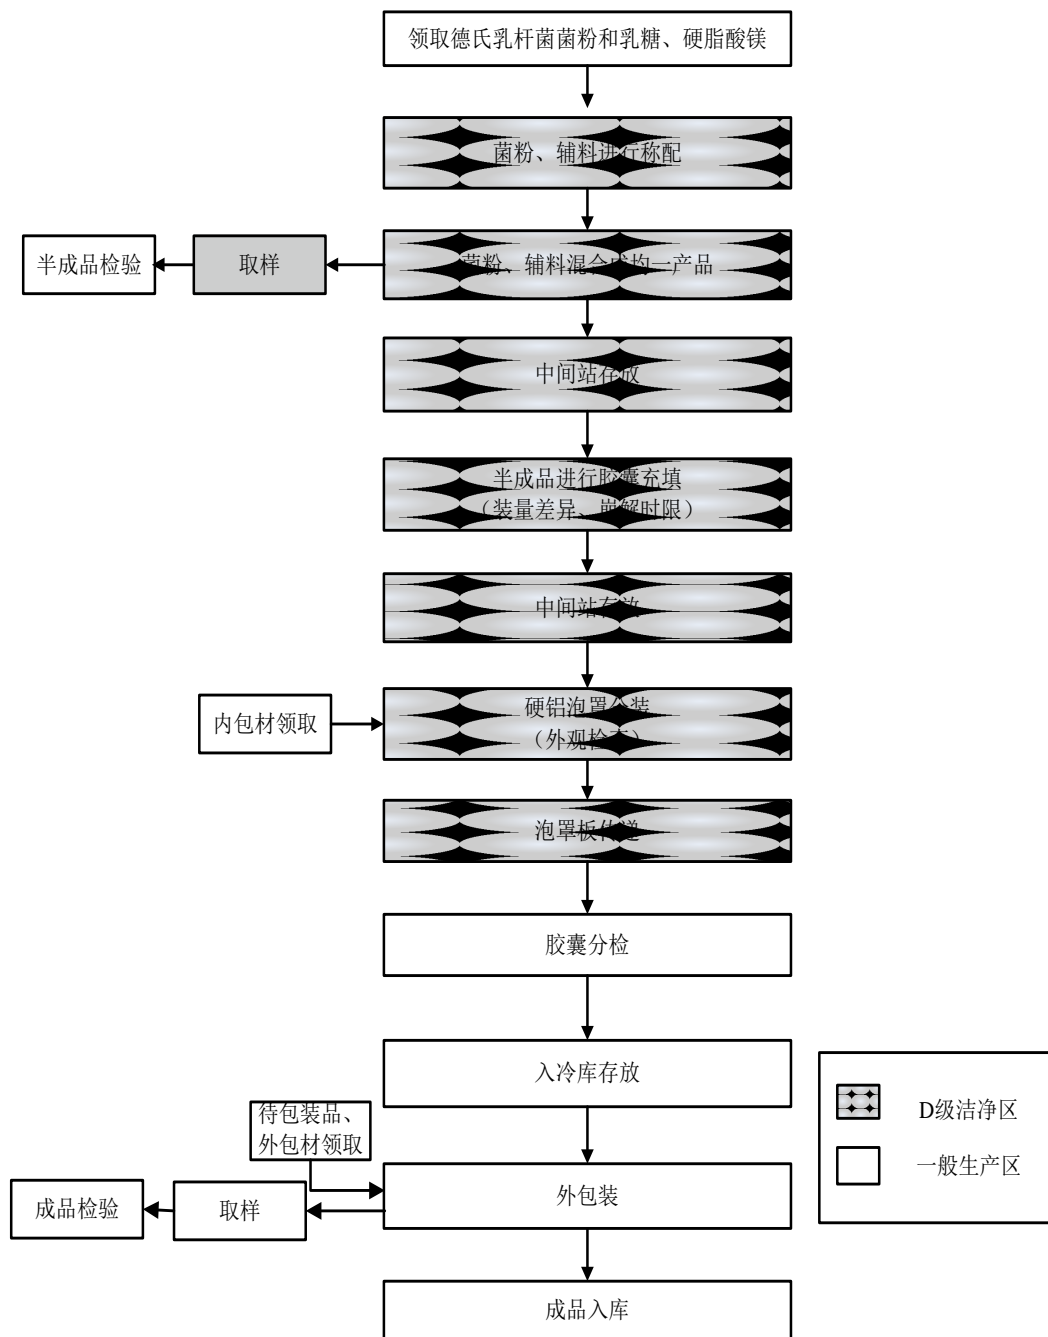 领取德氏乳杆菌菌粉和乳糖、硬脂酸镁
菌粉、辅料进行称配
半成品检验
取样
菌粉、辅料混合成均一产品
中间站存放
半成品进行胶囊充填
（装量差异、崩解时限）
中间站存放
内包材领取
硬铝泡罩分装
（外观检查）
泡罩板传递
胶囊分检
入冷库存放
待包装品、
外包材领取
外包装
成品检验
取样
成品入库
D级洁净区
一般生产区